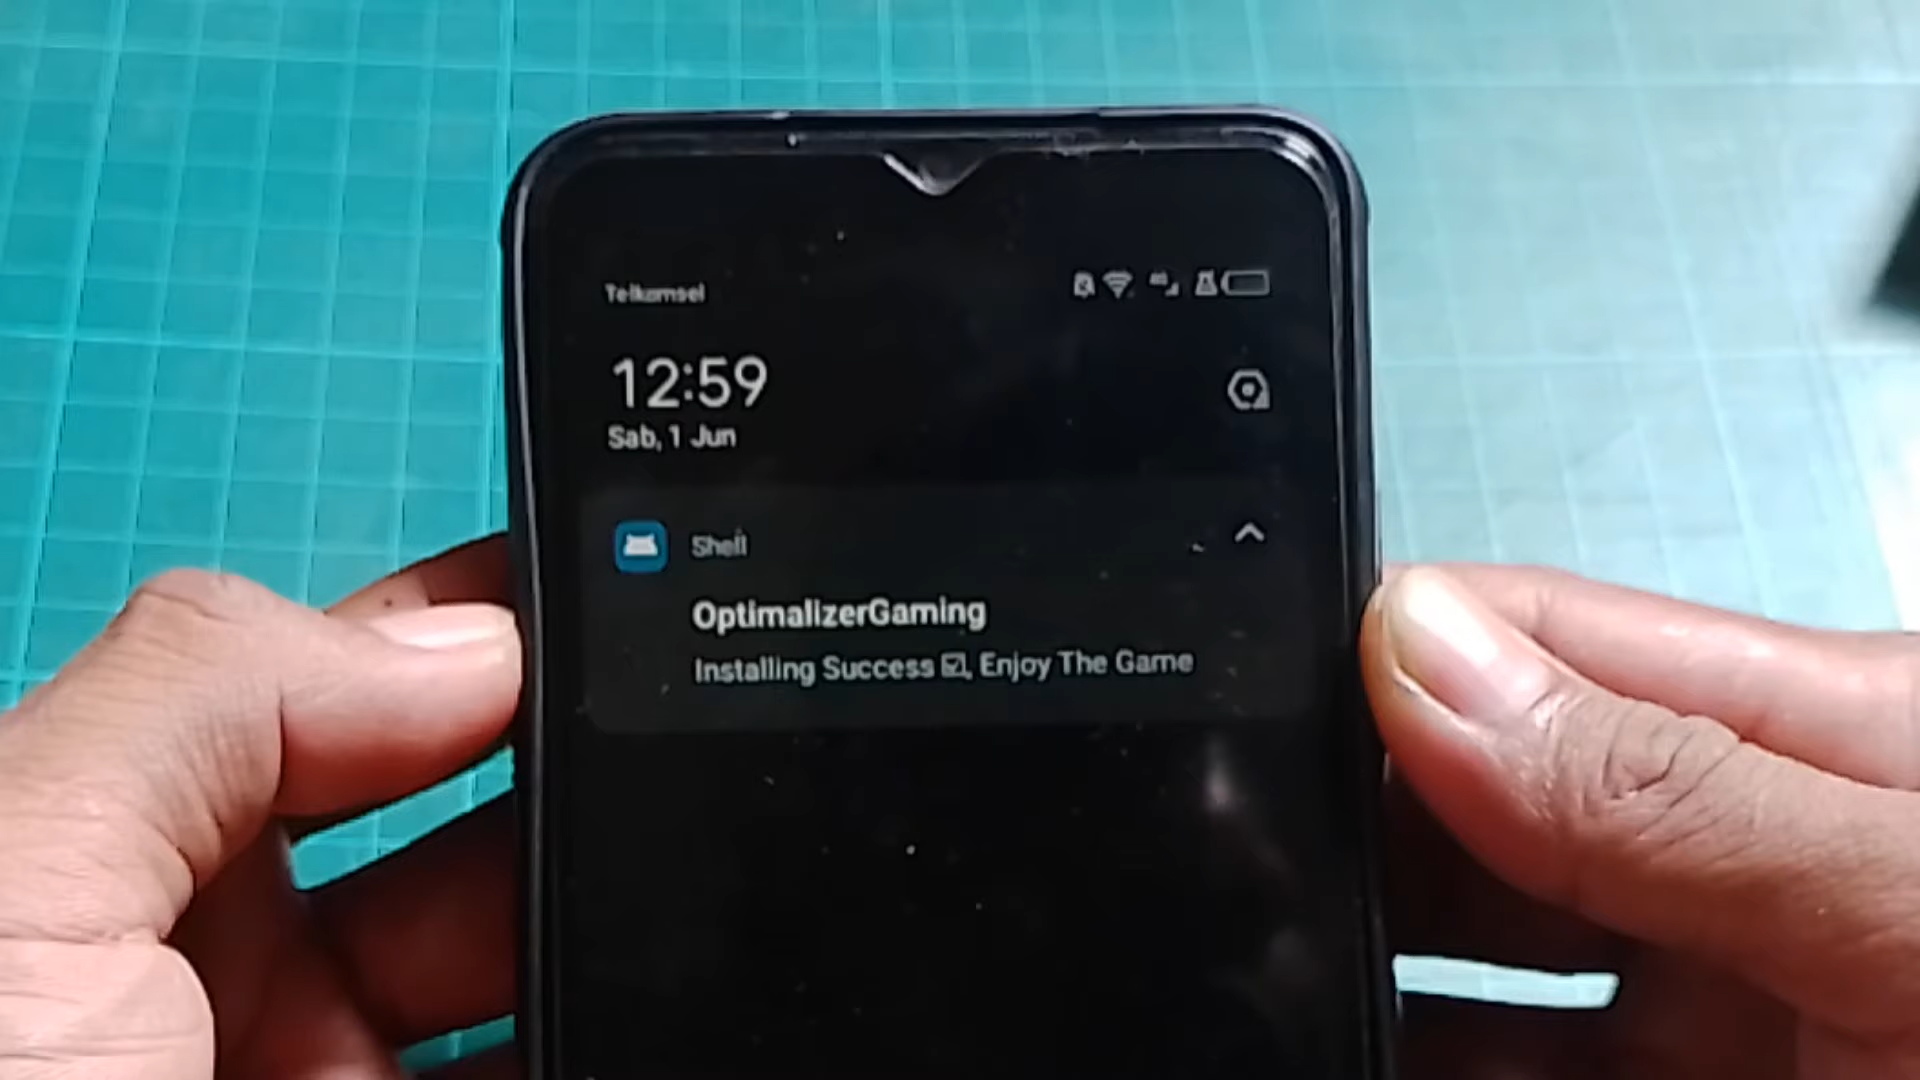 Telkomsel
12:59
Sab, 1 Jun
Shell
OptimalizerGaming
Installing Success ☑, Enjoy The Game